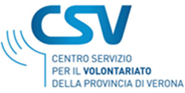 CSV
CENTRO SERVIZIO
PER IL VOLONTARIATO
DELLA PROVINCIA DI VERONA